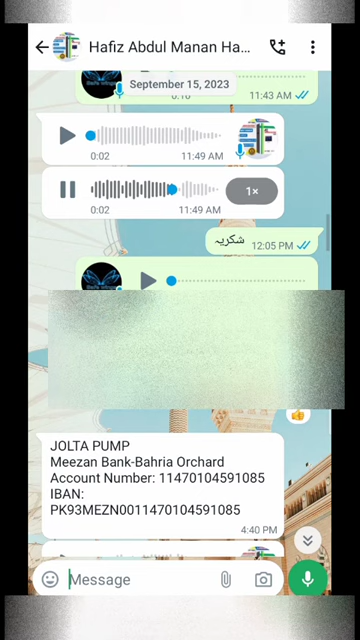 Hafiz Abdul Manan Ha...
September 15, 2023
0:10
11:43 AM
0:02
11:49 AM
0:02
11:49 AM
1×
شکریہ
12:05 PM
👍
JOLTA PUMP
Meezan Bank-Bahria Orchard
Account Number: 11470104591085
IBAN:
PK93MEZN0011470104591085
4:40 PM
Message